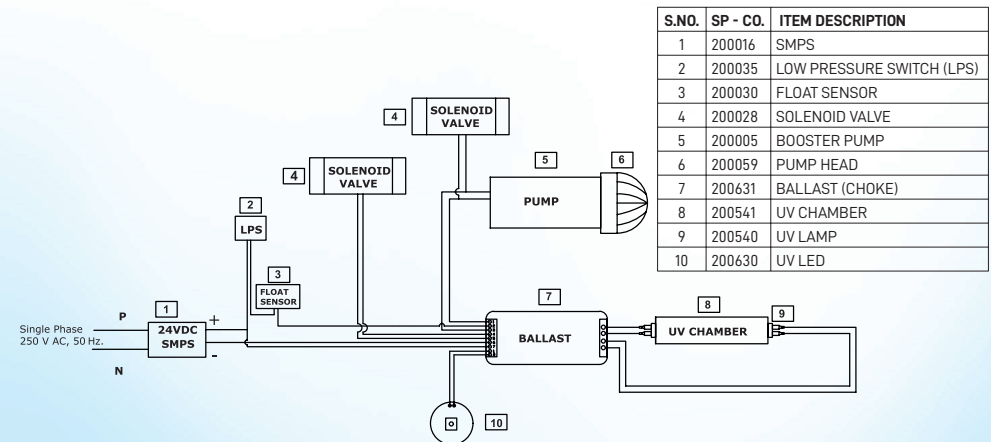 S.NO. SP - CO. ITEM DESCRIPTION
1 200016 SMPS
2 200035 LOW PRESSURE SWITCH (LPS)
3 200030 FLOAT SENSOR
4 200028 SOLENOID VALVE
5 200005 BOOSTER PUMP
6 200059 PUMP HEAD
7 200631 BALLAST (CHOKE)
8 200541 UV CHAMBER
9 200540 UV LAMP
10 200630 UV LED
4
SOLENOID
VALVE
4
SOLENOID
VALVE
5
6
PUMP
2
LPS
3
FLOAT
SENSOR
1
P
Single Phase
250 V AC, 50 Hz.
N
24VDC
SMPS
+
-
7
BALLAST
8
UV CHAMBER
9
10